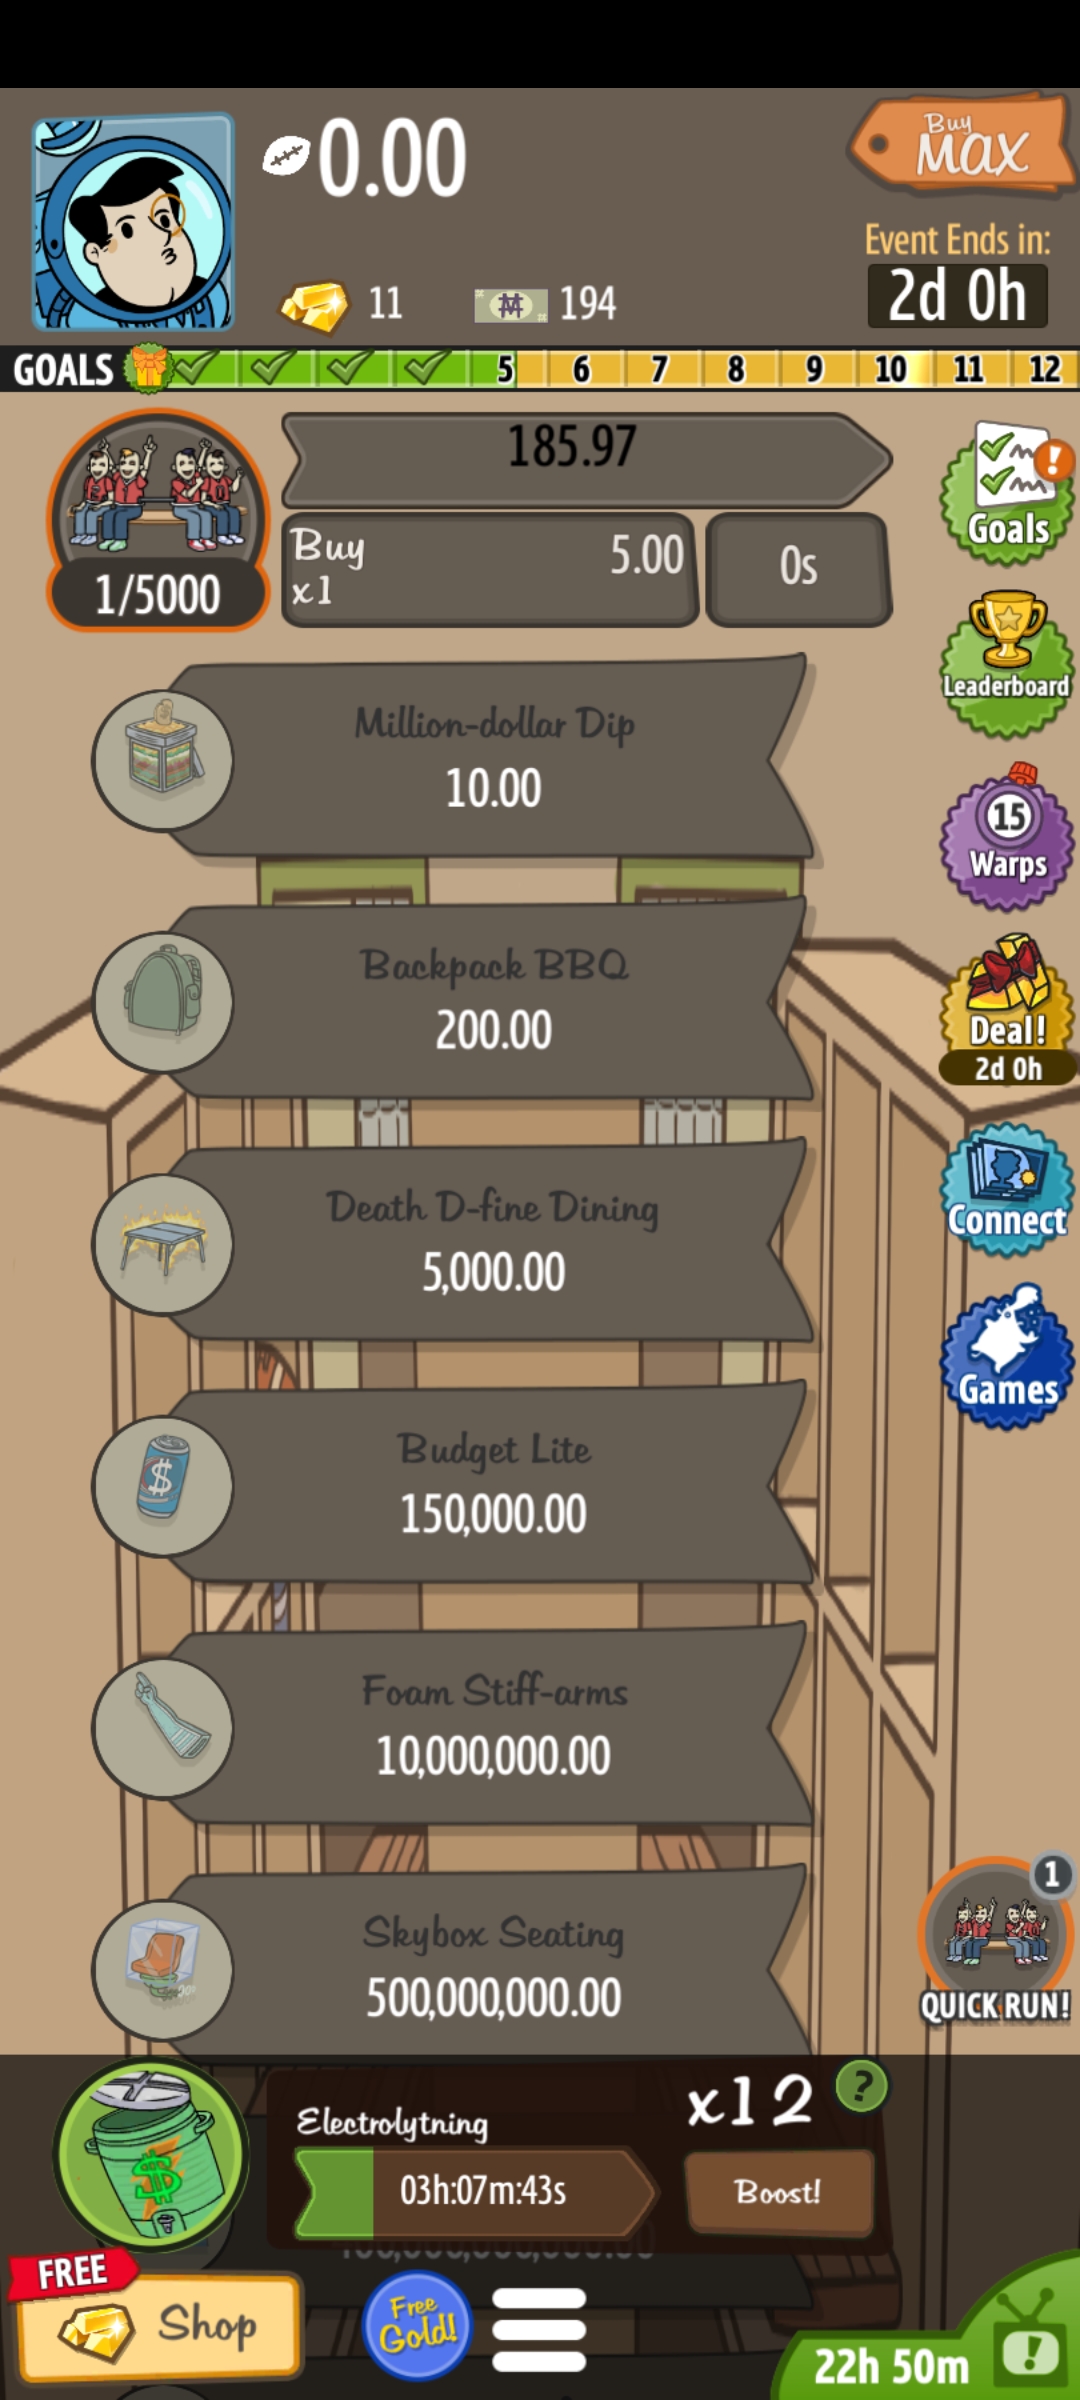 0.00
Buy
Max
Event Ends in:
11
194
2d 0h
GOALS 5 6 7 8 9 10 11 12
185.97
Buy
x1
5.00
0s
1/5000
Goals
Million-dollar Dip
10.00
Leaderboard
15
Warps
Backpack BBQ
200.00
Deal!
2d 0h
Death D-fine Dining
5,000.00
Connect
Budget Lite
150,000.00
Games
Foam Stiff-arms
10,000,000.00
Skybox Seating
500,000,000.00
1
QUICK RUN!
Electrolytning
x12
?
03h:07m:43s
Boost!
FREE
Shop
Free
Gold!
22h 50m